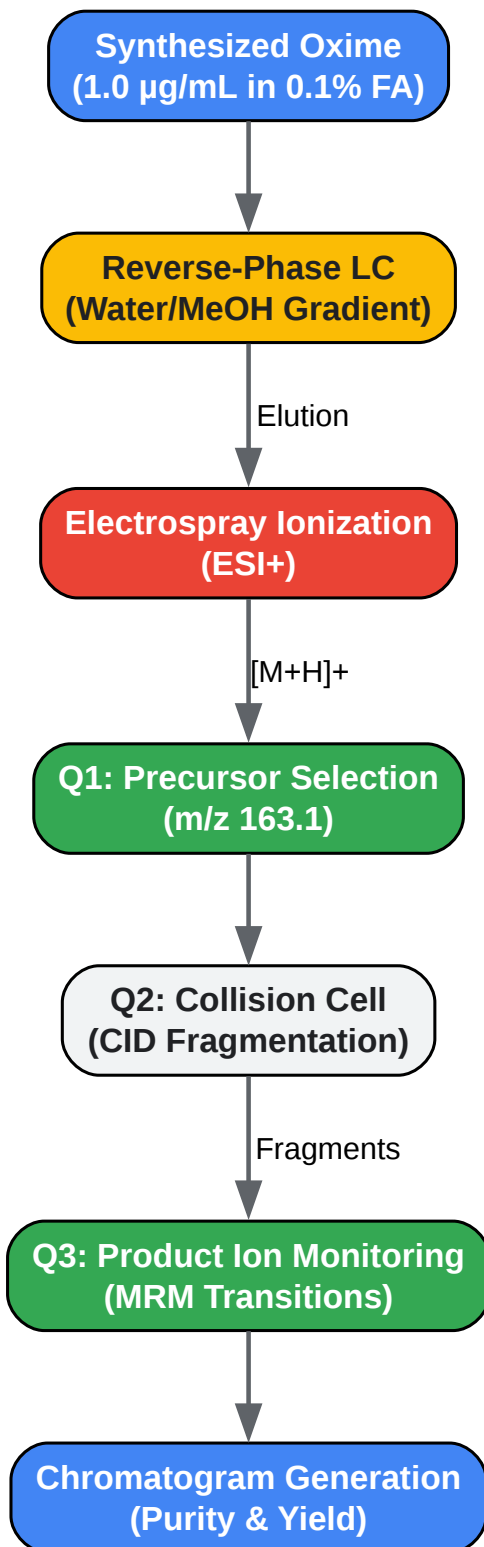 Synthesized Oxime
(1.0 µg/mL in 0.1% FA)
Reverse-Phase LC
(Water/MeOH Gradient)
Elution
Electrospray Ionization
(ESI+)
[M+H]+
Q1: Precursor Selection
(m/z 163.1)
Q2: Collision Cell
(CID Fragmentation)
Fragments
Q3: Product Ion Monitoring
(MRM Transitions)
Chromatogram Generation
(Purity & Yield)